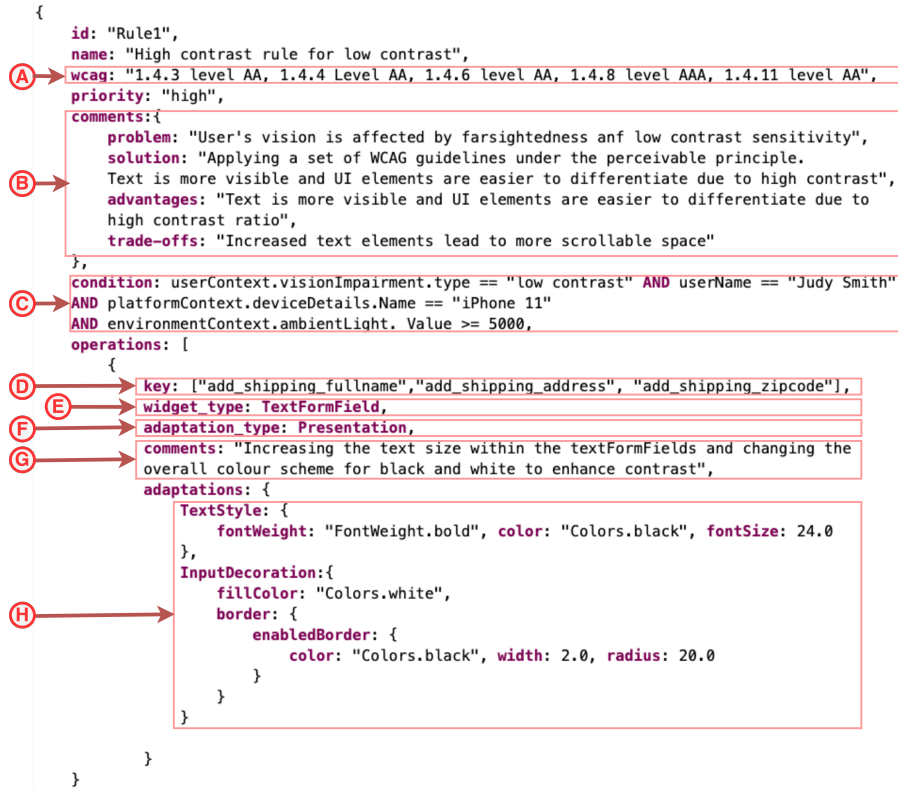 {
id: "Rule1",
name: "High contrast rule for low contrast",
A wcag: "1.4.3 level AA, 1.4.4 Level AA, 1.4.6 level AA, 1.4.8 level AAA, 1.4.11 level AA",
priority: "high",
comments:{
problem: "User's vision is affected by farsightedness anf low contrast sensitivity",
solution: "Applying a set of WCAG guidelines under the perceivable principle.
B Text is more visible and UI elements are easier to differentiate due to high contrast",
advantages: "Text is more visible and UI elements are easier to differentiate due to
high contrast ratio",
trade-offs: "Increased text elements lead to more scrollable space"
},
condition: userContext.visionImpairment.type == "low contrast" AND userName == "Judy Smith"
C AND platformContext.deviceDetails.Name == "iPhone 11"
AND environmentContext.ambientLight. Value >= 5000,
operations: [
{
D key: ["add_shipping_fullname","add_shipping_address", "add_shipping_zipcode"],
E widget_type: TextFormField,
F adaptation_type: Presentation,
G comments: "Increasing the text size within the textFormFields and changing the
overall colour scheme for black and white to enhance contrast",
adaptations: {
TextStyle: {
fontWeight: "FontWeight.bold", color: "Colors.black", fontSize: 24.0
},
InputDecoration:{
fillColor: "Colors.white",
H border: {
enabledBorder: {
color: "Colors.black", width: 2.0, radius: 20.0
}
}
}
}
}